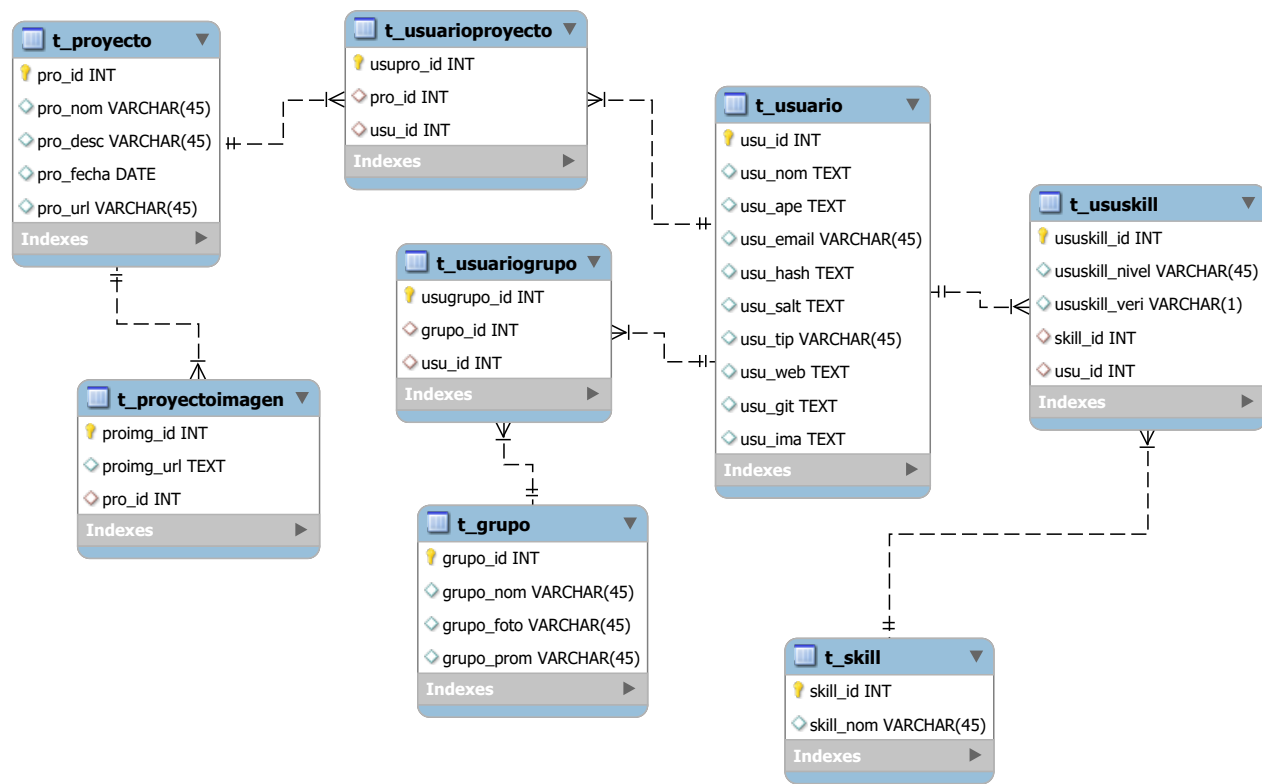 t_proyecto
pro_id INT
pro_nom VARCHAR(45)
pro_desc VARCHAR(45)
pro_fecha DATE
pro_url VARCHAR(45)
Indexes
t_usuarioproyecto
usupro_id INT
pro_id INT
usu_id INT
Indexes
t_usuario
usu_id INT
usu_nom TEXT
usu_ape TEXT
usu_email VARCHAR(45)
usu_hash TEXT
usu_salt TEXT
usu_tip VARCHAR(45)
usu_web TEXT
usu_git TEXT
usu_ima TEXT
Indexes
t_ususkill
ususkill_id INT
ususkill_nivel VARCHAR(45)
ususkill_veri VARCHAR(1)
skill_id INT
usu_id INT
Indexes
t_usuariogrupo
usugrupo_id INT
grupo_id INT
usu_id INT
Indexes
t_proyectoimagen
proimg_id INT
proimg_url TEXT
pro_id INT
Indexes
t_grupo
grupo_id INT
grupo_nom VARCHAR(45)
grupo_foto VARCHAR(45)
grupo_prom VARCHAR(45)
Indexes
t_skill
skill_id INT
skill_nom VARCHAR(45)
Indexes